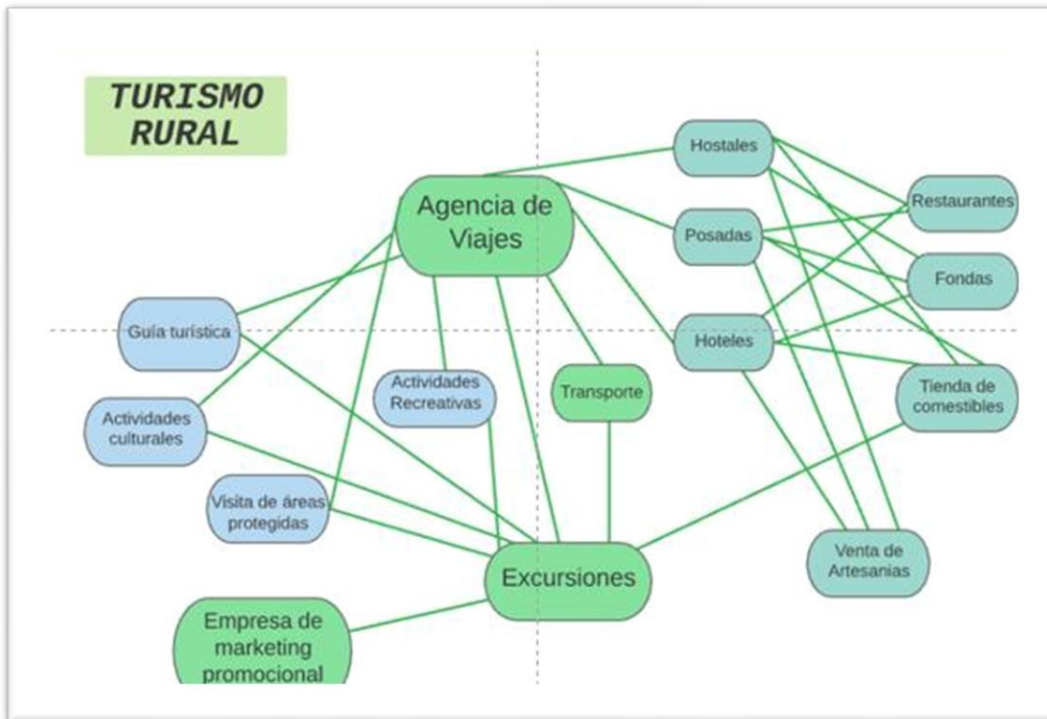 TURISMO
RURAL
Agencia de
Viajes
Hostales
Posadas
Hoteles
Restaurantes
Fondas
Tienda de
comestibles
Venta de
Artesanias
Guía turística
Actividades
culturales
Visita de áreas
protegidas
Actividades
Recreativas
Transporte
Excursiones
Empresa de
marketing
promocional